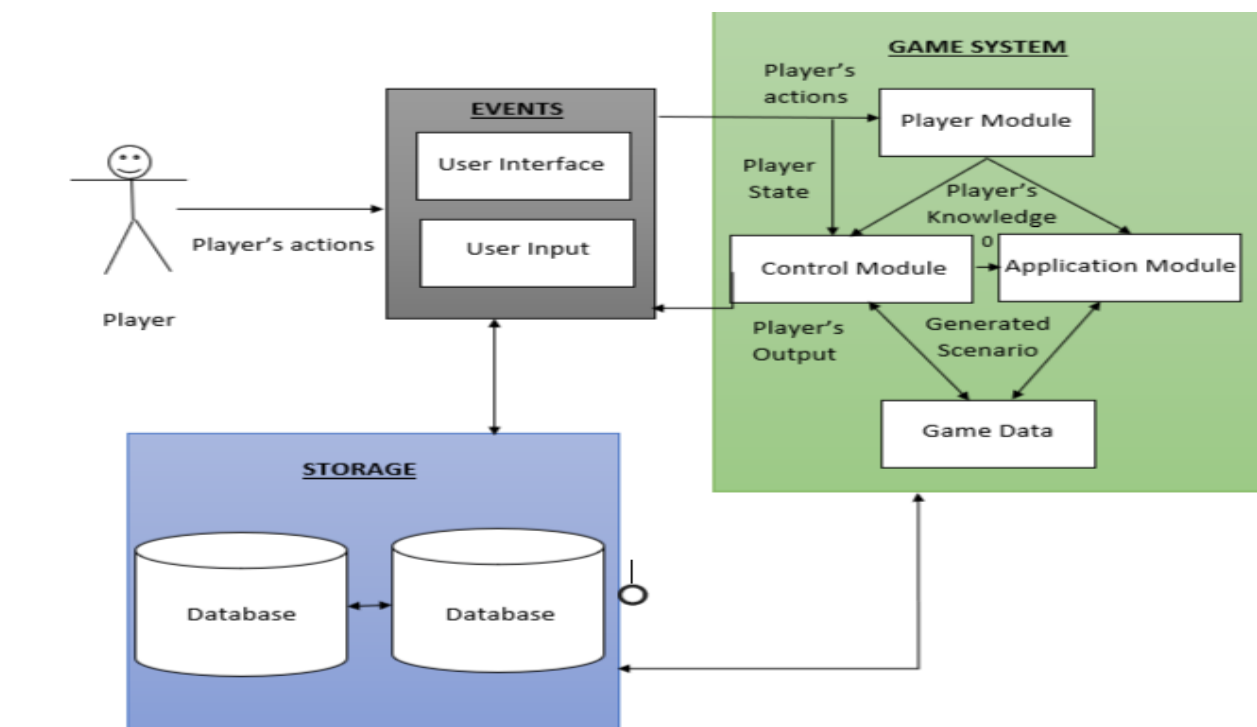 GAME SYSTEM
Player's
actions
EVENTS
Player Module
User Interface
Player
State
Player's
Knowledge
o
Player's actions
User Input
Control Module
Application Module
Player
Player's
Output
Generated
Scenario
Game Data
STORAGE
Database
Database